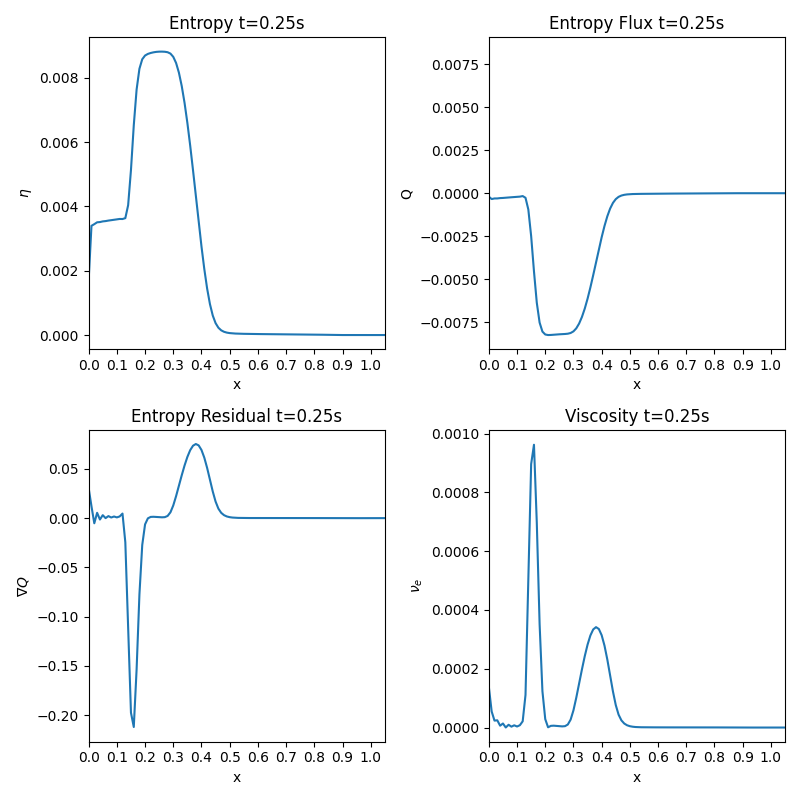 Entropy t=0.25s
η
0.008
0.006
0.004
0.002
0.000
0.0 0.1 0.2 0.3 0.4 0.5 0.6 0.7 0.8 0.9 1.0
x
Entropy Flux t=0.25s
Q
0.0075
0.0050
0.0025
0.0000
−0.0025
−0.0050
−0.0075
0.0 0.1 0.2 0.3 0.4 0.5 0.6 0.7 0.8 0.9 1.0
x
Entropy Residual t=0.25s
∇Q
0.05
0.00
−0.05
−0.10
−0.15
−0.20
0.0 0.1 0.2 0.3 0.4 0.5 0.6 0.7 0.8 0.9 1.0
x
Viscosity t=0.25s
νₑ
0.0010
0.0008
0.0006
0.0004
0.0002
0.0000
0.0 0.1 0.2 0.3 0.4 0.5 0.6 0.7 0.8 0.9 1.0
x